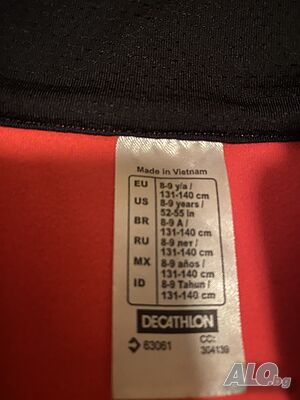 Made in Vietnam
EU 8-9 y/a / 131-140 cm
US 8-9 years / 52-55 in
BR 8-9 A / 131-140 cm
RU 8-9 лет / 131-140 cm
MX 8-9 años / 131-140 cm
ID 8-9 Tahun / 131-140 cm
DECATHLON
63061 CC: 304139
ALO.bg